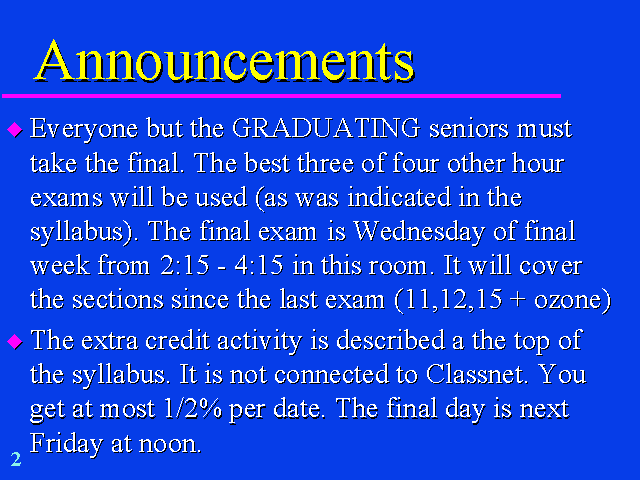 Announcements
Everyone but the GRADUATING seniors must
take the final. The best three of four other hour
exams will be used (as was indicated in the
syllabus). The final exam is Wednesday of final
week from 2:15 - 4:15 in this room. It will cover
the sections since the last exam (11,12,15 + ozone)
The extra credit activity is described a the top of
the syllabus. It is not connected to Classnet. You
get at most 1/2% per date. The final day is next
Friday at noon.
2